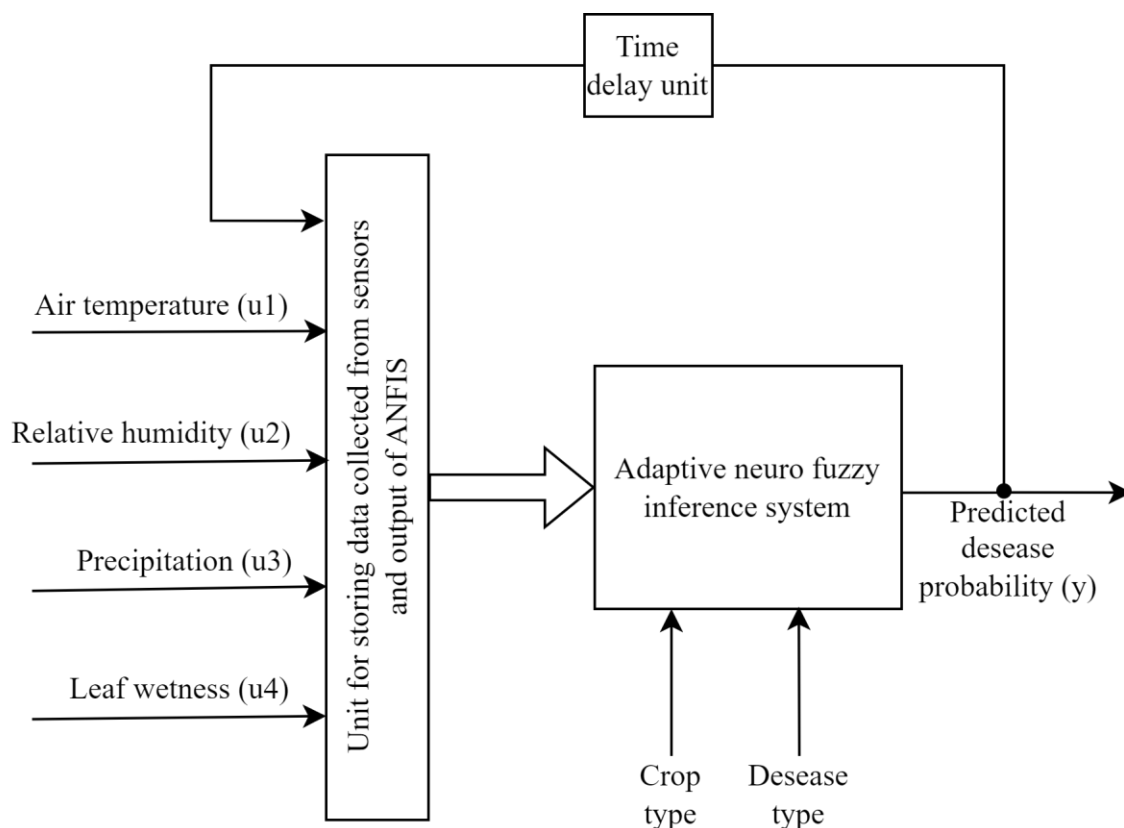 Time
delay unit
Unit for storing data collected from sensors
and output of ANFIS
Air temperature (u1)
Relative humidity (u2)
Precipitation (u3)
Leaf wetness (u4)
Adaptive neuro fuzzy
inference system
Predicted
desease
probability (y)
Crop
type
Desease
type